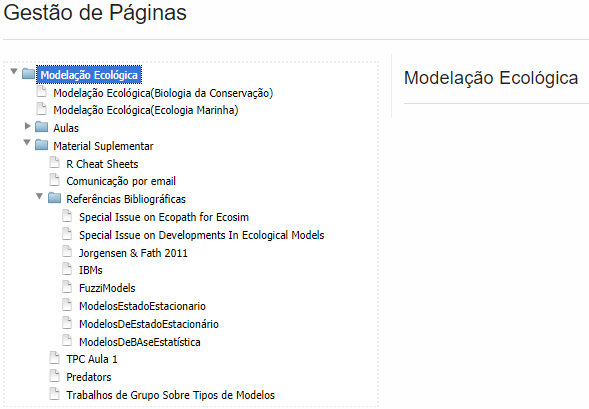 Gestão de Páginas
Modelação Ecológica
Modelação Ecológica(Biologia da Conservação)
Modelação Ecológica(Ecologia Marinha)
Aulas
Material Suplementar
R Cheat Sheets
Comunicação por email
Referências Bibliográficas
Special Issue on Ecopath for Ecosim
Special Issue on Developments In Ecological Models
Jorgensen & Fath 2011
IBMs
FuzziModels
ModelosEstadoEstacionario
ModelosDeEstadoEstacionário
ModelosDeBAseEstatística
TPC Aula 1
Predators
Trabalhos de Grupo Sobre Tipos de Modelos
Modelação Ecológica